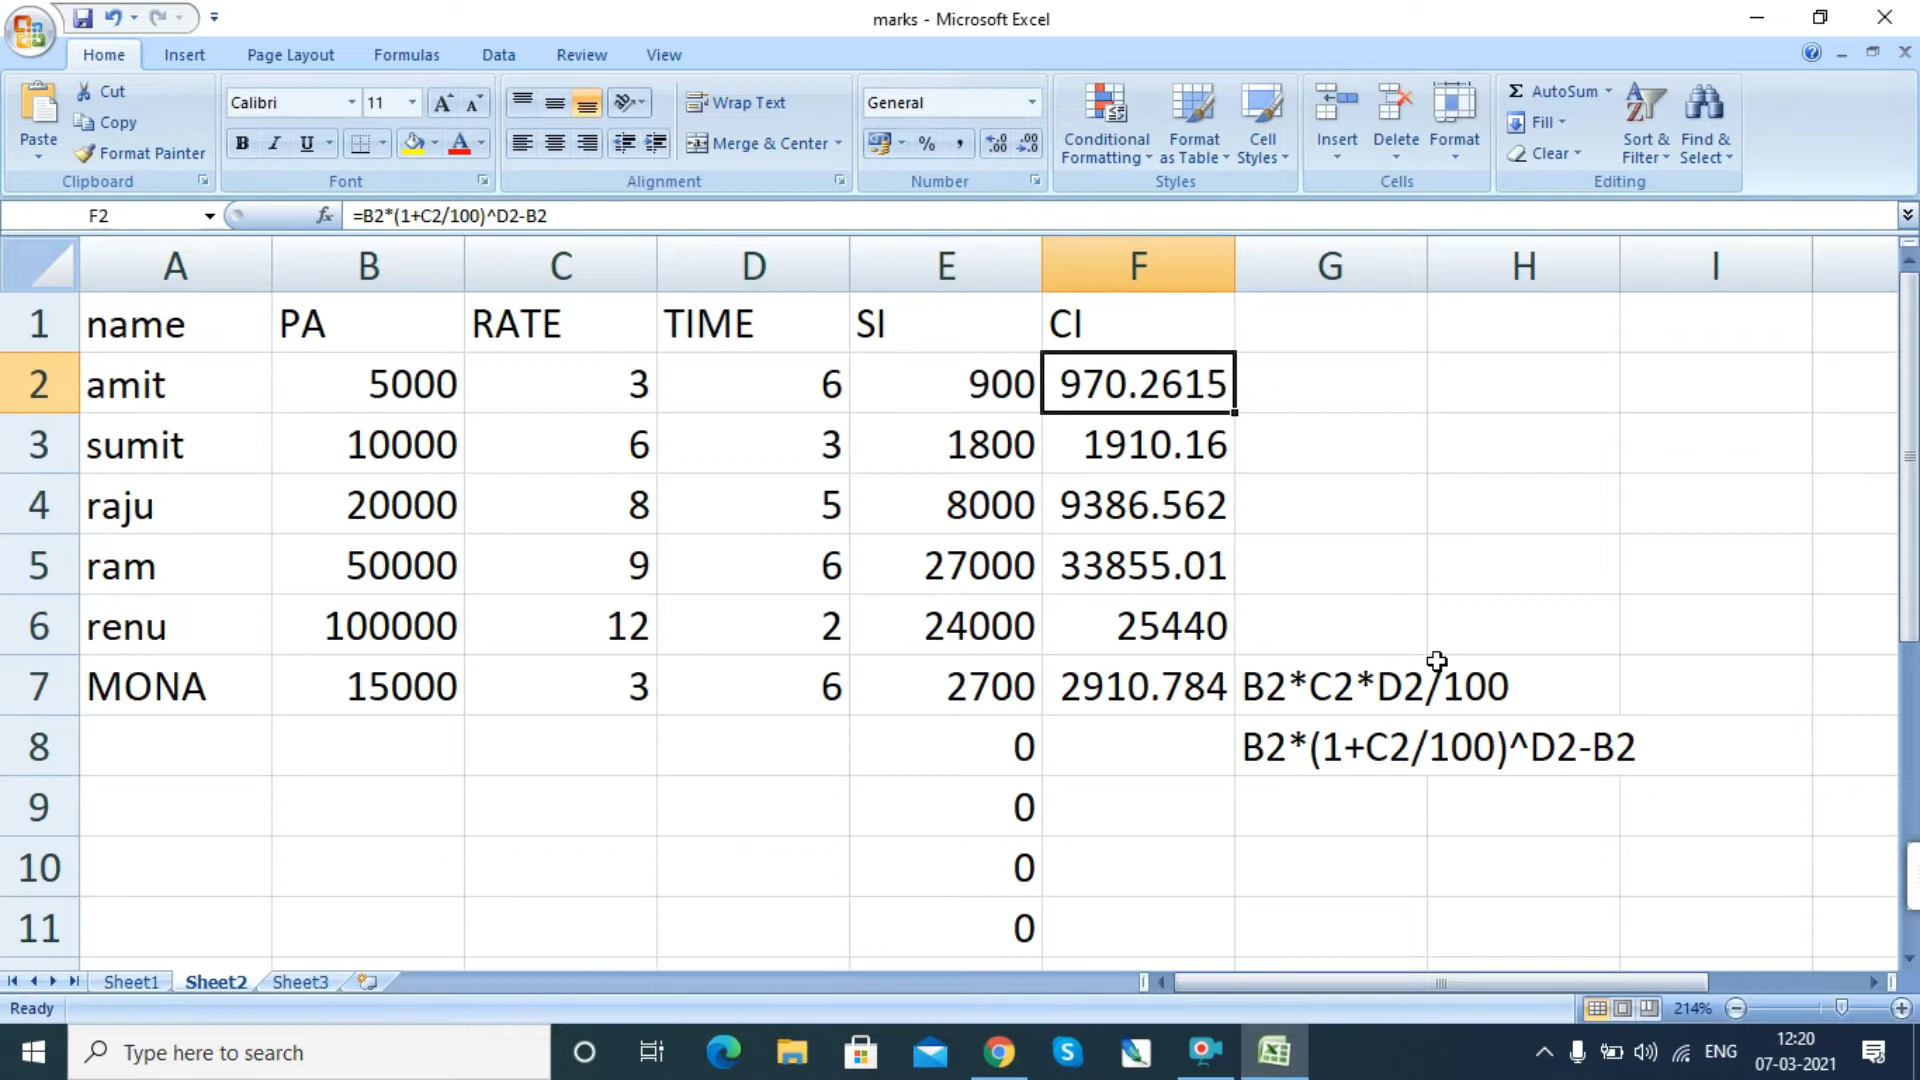 marks - Microsoft Excel
Home Insert Page Layout Formulas Data Review View
Paste
Cut
Copy
Format Painter
Clipboard
Calibri 11
B I U
Font
Wrap Text
Merge & Center
Alignment
General
%
Number
Conditional Formatting
Format as Table
Cell Styles
Styles
Insert Delete Format
Cells
AutoSum
Fill
Clear
Sort & Filter
Find & Select
Editing
F2 fx =B2*(1+C2/100)^D2-B2
A B C D E F G H I
1 name PA RATE TIME SI CI
2 amit 5000 3 6 900 970.2615
3 sumit 10000 6 3 1800 1910.16
4 raju 20000 8 5 8000 9386.562
5 ram 50000 9 6 27000 33855.01
6 renu 100000 12 2 24000 25440
7 MONA 15000 3 6 2700 2910.784 B2*C2*D2/100
8 0 B2*(1+C2/100)^D2-B2
9 0
10 0
11 0
Sheet1 Sheet2 Sheet3
Ready 214%
Type here to search
ENG
12:20
07-03-2021